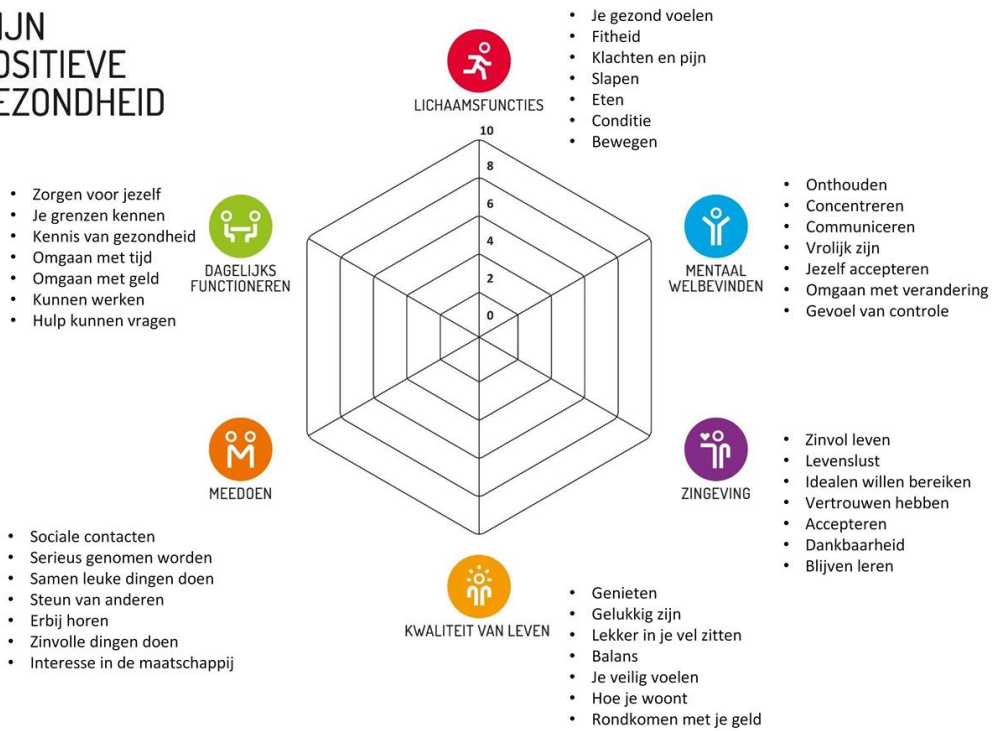 IJN
OSITIEVE
EZONDHEID
• Je gezond voelen
• Fitheid
• Klachten en pijn
• Slapen
• Eten
• Conditie
• Bewegen
LICHAAMSFUNCTIES
10
8
6
4
2
0
• Zorgen voor jezelf
• Je grenzen kennen
• Kennis van gezondheid
• Omgaan met tijd
• Omgaan met geld
• Kunnen werken
• Hulp kunnen vragen
DAGELIJKS
FUNCTIONEREN
MENTAAL
WELBEVINDEN
• Onthouden
• Concentreren
• Communiceren
• Vrolijk zijn
• Jezelf accepteren
• Omgaan met verandering
• Gevoel van controle
MEEDOEN
• Sociale contacten
• Serieus genomen worden
• Samen leuke dingen doen
• Steun van anderen
• Erbij horen
• Zinvolle dingen doen
• Interesse in de maatschappij
ZINGEVING
• Zinvol leven
• Levenslust
• Idealen willen bereiken
• Vertrouwen hebben
• Accepteren
• Dankbaarheid
• Blijven leren
KWALITEIT VAN LEVEN
• Genieten
• Gelukkig zijn
• Lekker in je vel zitten
• Balans
• Je veilig voelen
• Hoe je woont
• Rondkomen met je geld